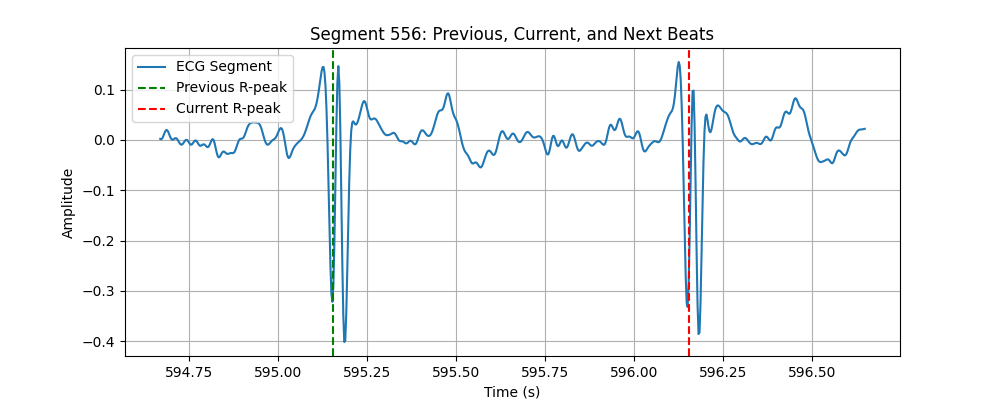 Segment 556: Previous, Current, and Next Beats
ECG Segment
Previous R-peak
Current R-peak
Amplitude
0.1
0.0
−0.1
−0.2
−0.3
−0.4
594.75 595.00 595.25 595.50 595.75 596.00 596.25 596.50
Time (s)